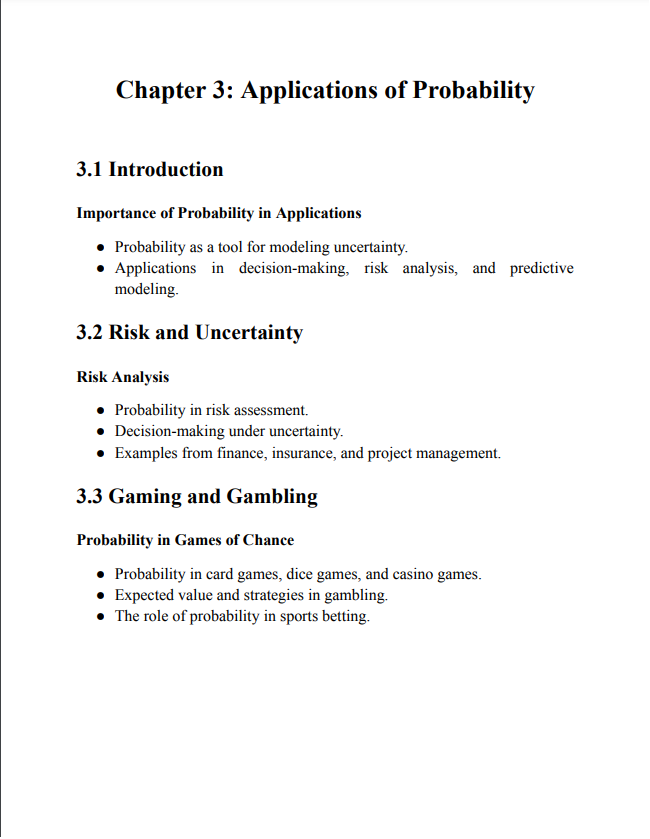 Chapter 3: Applications of Probability
3.1 Introduction
Importance of Probability in Applications
● Probability as a tool for modeling uncertainty.
● Applications in decision-making, risk analysis, and predictive
modeling.
3.2 Risk and Uncertainty
Risk Analysis
● Probability in risk assessment.
● Decision-making under uncertainty.
● Examples from finance, insurance, and project management.
3.3 Gaming and Gambling
Probability in Games of Chance
● Probability in card games, dice games, and casino games.
● Expected value and strategies in gambling.
● The role of probability in sports betting.